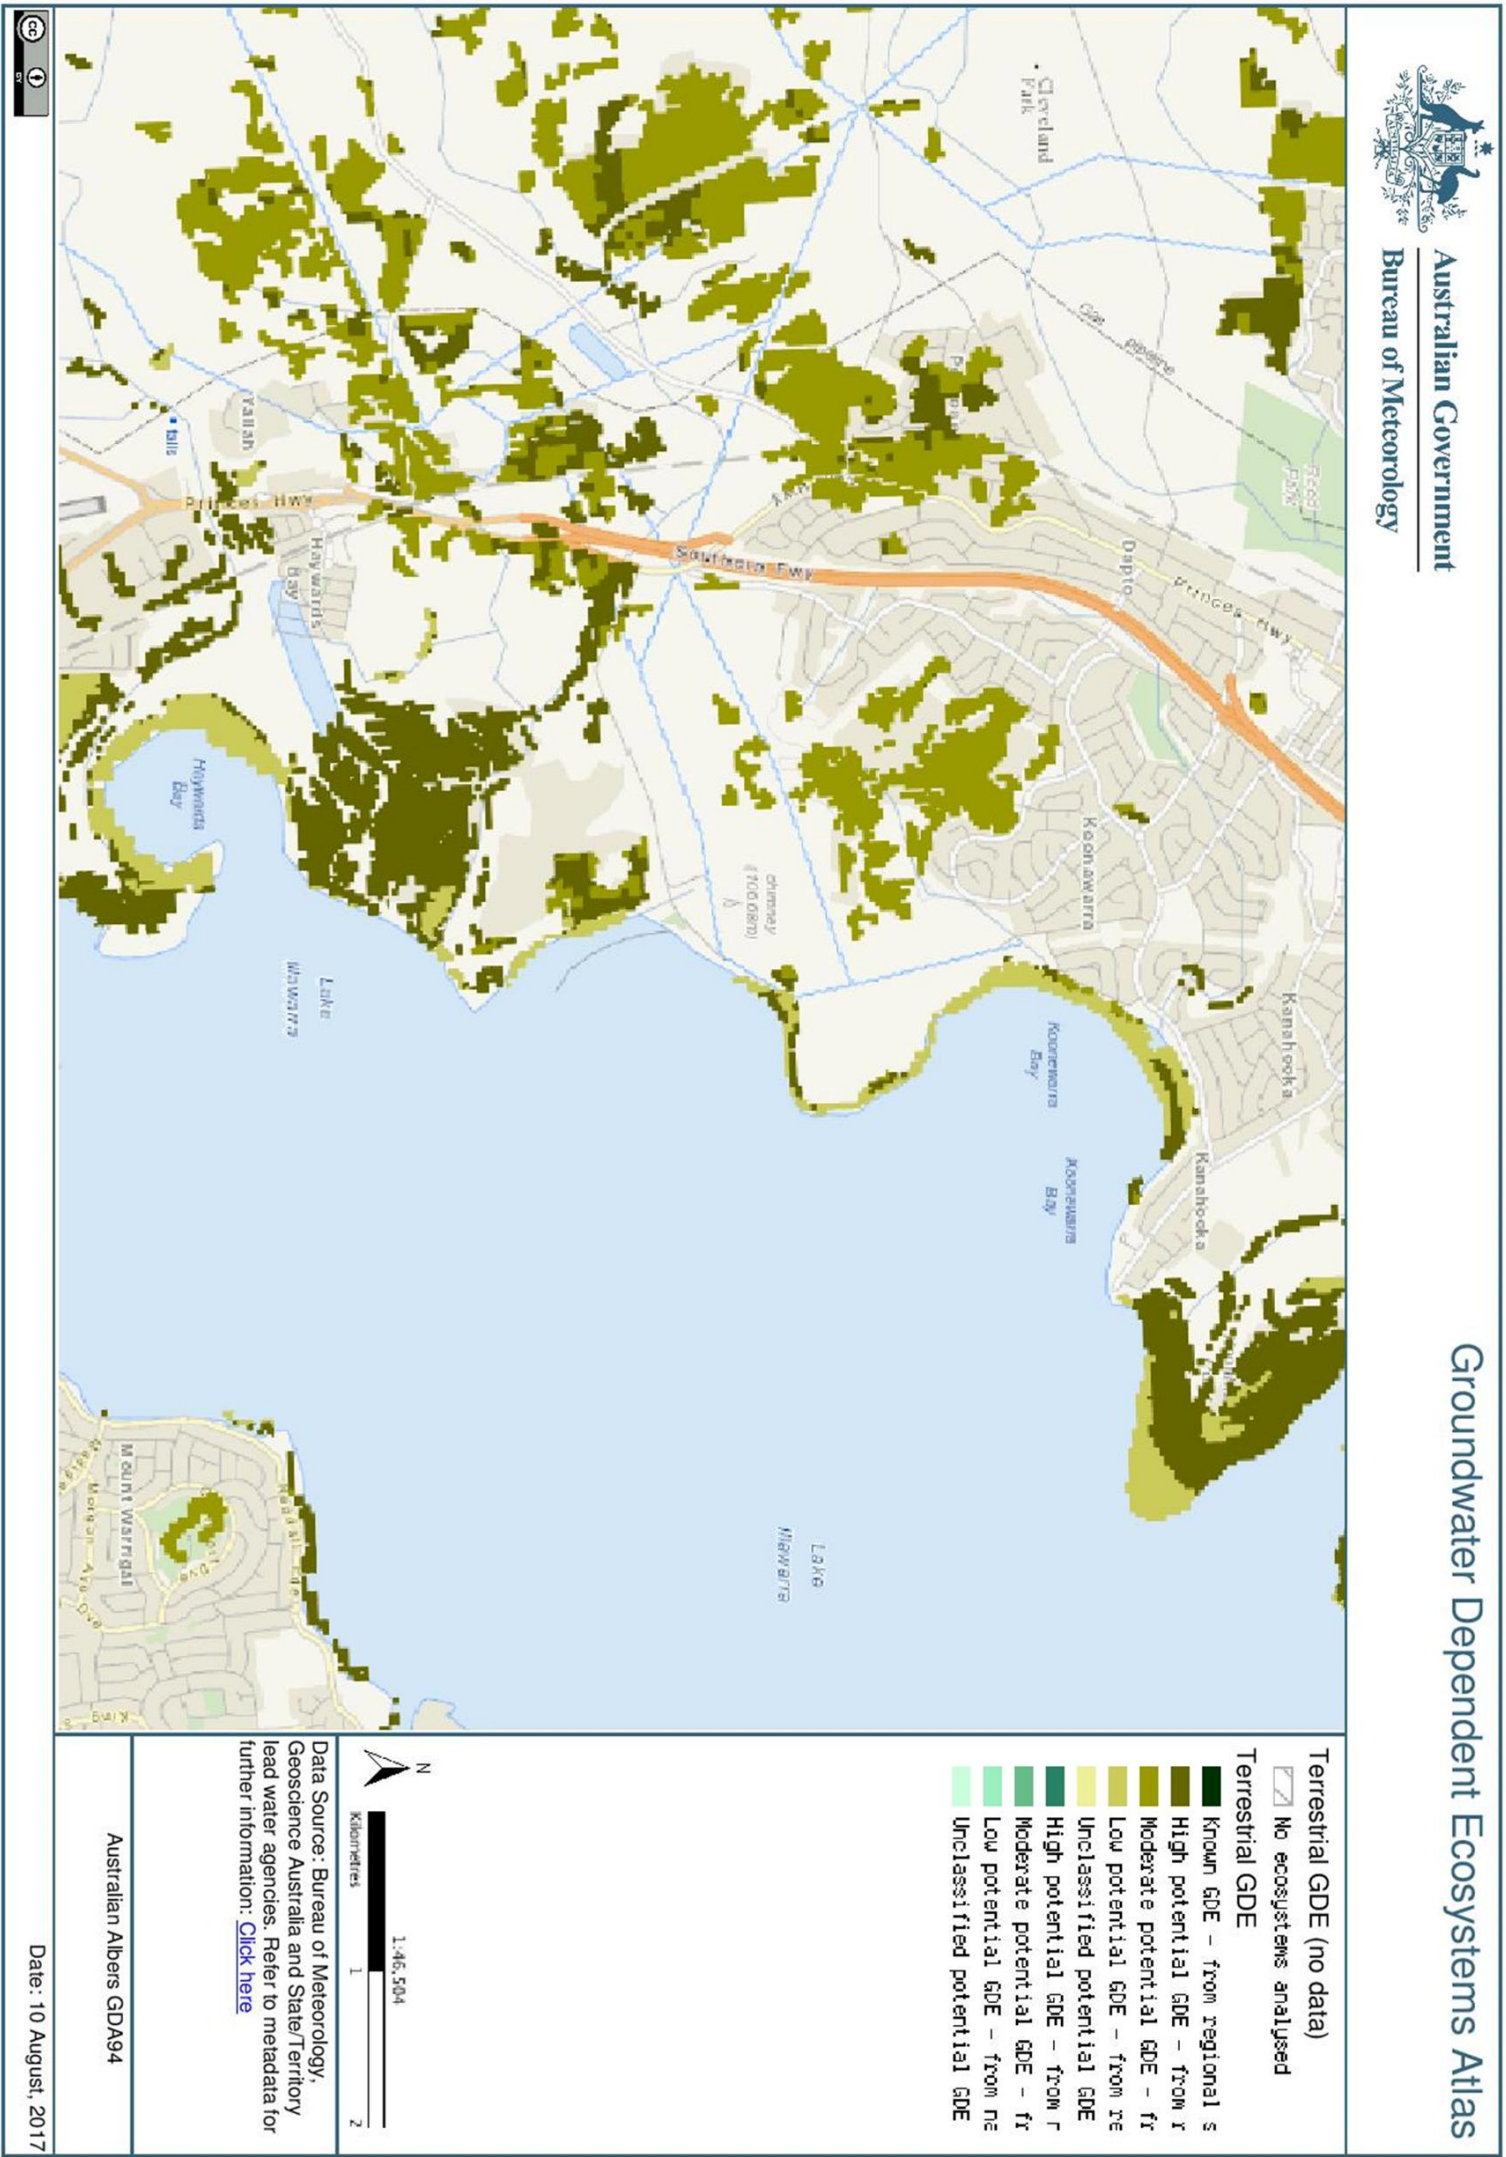 Australian Government
Bureau of Meteorology
Groundwater Dependent Ecosystems Atlas
Cleveland
Park
Gas
pipeline
Reed
Park
Dapto
Princes Hwy
Southern Fwy
Koonawarra
Kanahooka
Kanahooka
Koonawarra
Bay
Koonawarra
Bay
chimney
(106.68m)
Yallah
falls
Princes Hwy
Haywards
Bay
Haywards
Bay
Lake
Illawarra
Lake
Illawarra
Mount Warrigal
Terrestrial GDE (no data)
No ecosystems analysed
Terrestrial GDE
Known GDE - from regional s
High potential GDE - from r
Moderate potential GDE - fr
Low potential GDE - from re
Unclassified potential GDE
High potential GDE - from r
Moderate potential GDE - fr
Low potential GDE - from na
Unclassified potential GDE
N
1:46,504
Kilometres 1 2
Data Source: Bureau of Meteorology,
Geoscience Australia and State/Territory
lead water agencies. Refer to metadata for
further information: Click here
Australian Albers GDA94
Date: 10 August, 2017
cc
BY